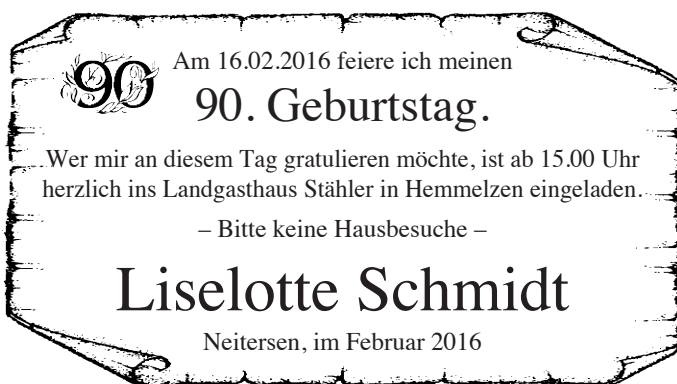 90
Am 16.02.2016 feiere ich meinen
90. Geburtstag.
Wer mir an diesem Tag gratulieren möchte, ist ab 15.00 Uhr
herzlich ins Landgasthaus Stähler in Hemmelzen eingeladen.
– Bitte keine Hausbesuche –
Liselotte Schmidt
Neitersen, im Februar 2016